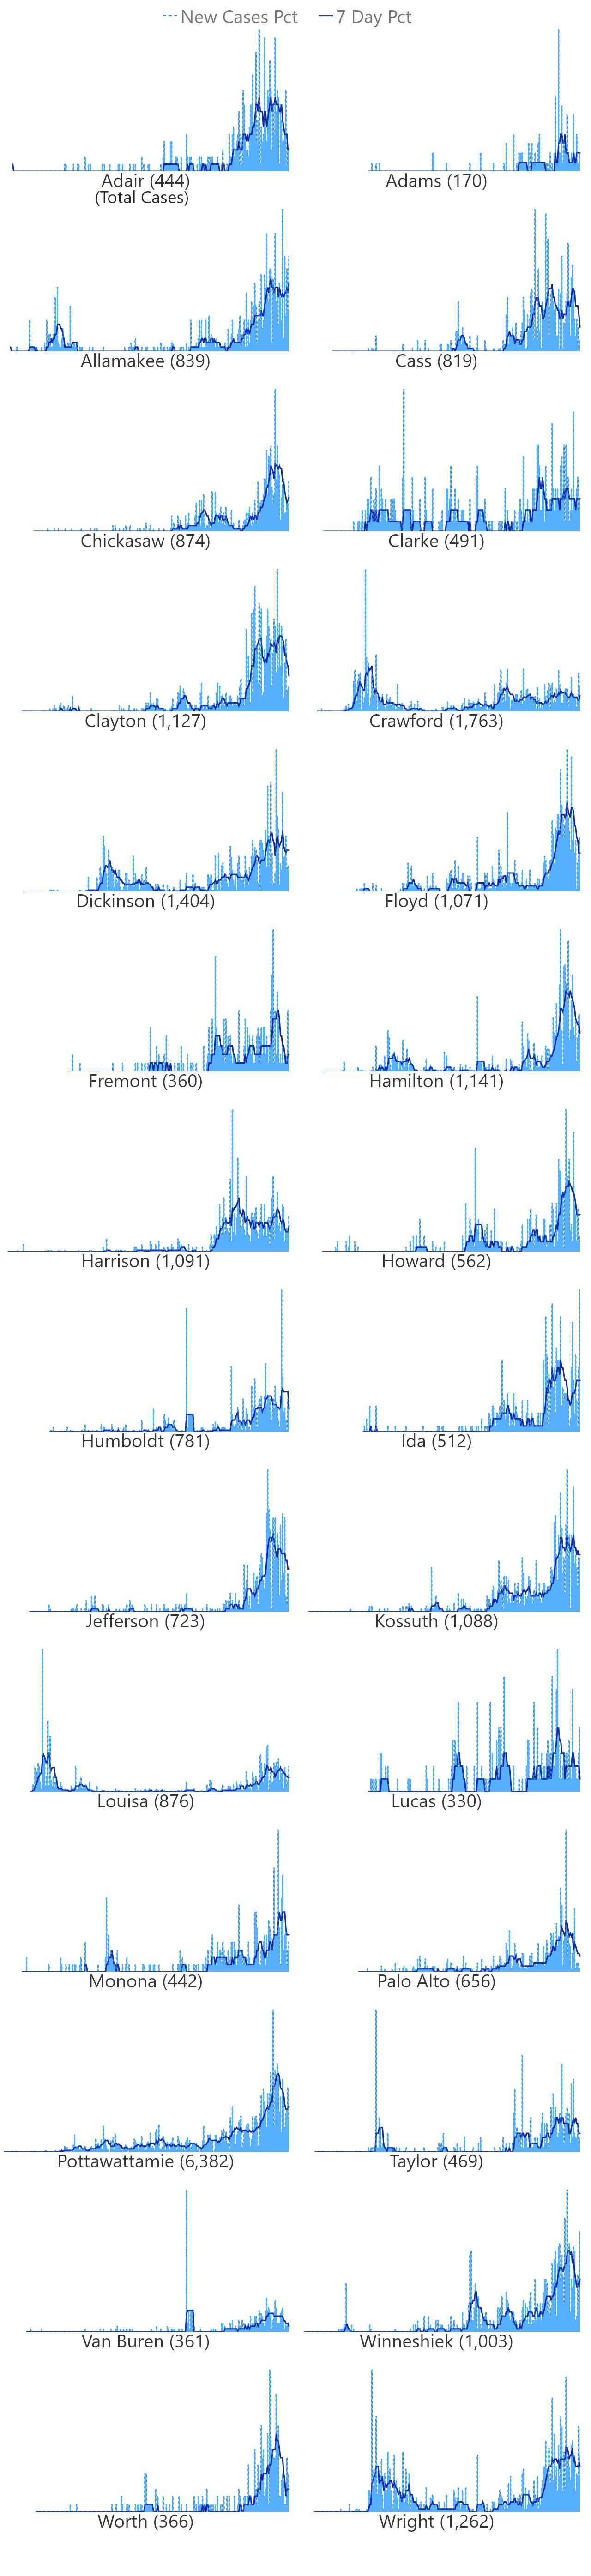 New Cases Pct 7 Day Pct
Adair (444) Adams (170)
(Total Cases)
Allamakee (839) Cass (819)
Chickasaw (874) Clarke (491)
Clayton (1,127) Crawford (1,763)
Dickinson (1,404) Floyd (1,071)
Fremont (360) Hamilton (1,141)
Harrison (1,091) Howard (562)
Humboldt (781) Ida (512)
Jefferson (723) Kossuth (1,088)
Louisa (876) Lucas (330)
Monona (442) Palo Alto (656)
Pottawattamie (6,382) Taylor (469)
Van Buren (361) Winneshiek (1,003)
Worth (366) Wright (1,262)